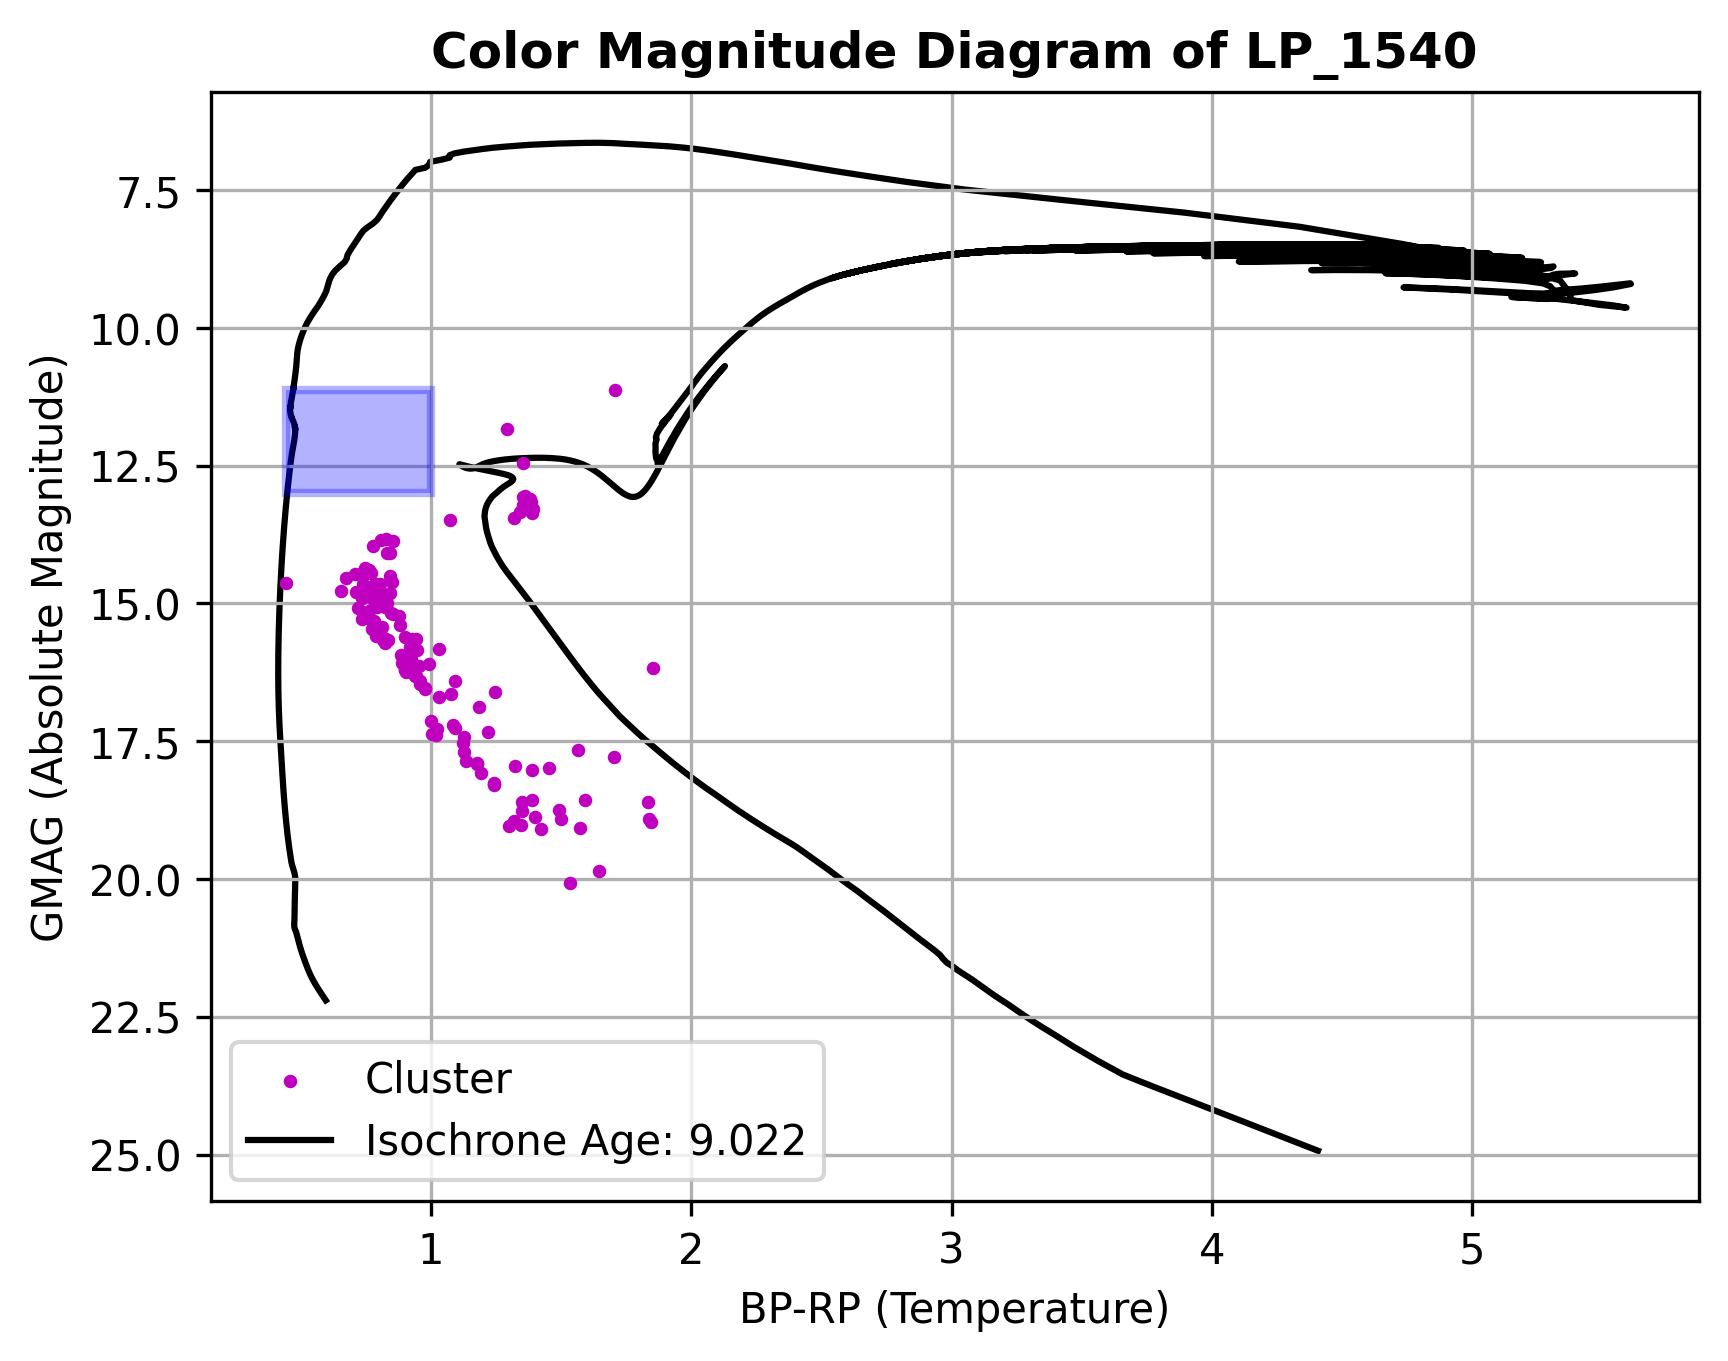 Color Magnitude Diagram of LP_1540
GMAG (Absolute Magnitude)
7.5
10.0
12.5
15.0
17.5
20.0
22.5
25.0
Cluster
Isochrone Age: 9.022
1 2 3 4 5
BP-RP (Temperature)